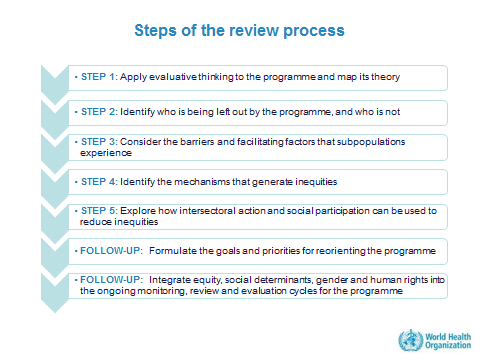 Steps of the review process
• STEP 1: Apply evaluative thinking to the programme and map its theory
• STEP 2: Identify who is being left out by the programme, and who is not
• STEP 3: Consider the barriers and facilitating factors that subpopulations
experience
• STEP 4: Identify the mechanisms that generate inequities
• STEP 5: Explore how intersectoral action and social participation can be used to
reduce inequities
• FOLLOW-UP: Formulate the goals and priorities for reorienting the programme
• FOLLOW-UP: Integrate equity, social determinants, gender and human rights into
the ongoing monitoring, review and evaluation cycles for the programme
World Health
Organization